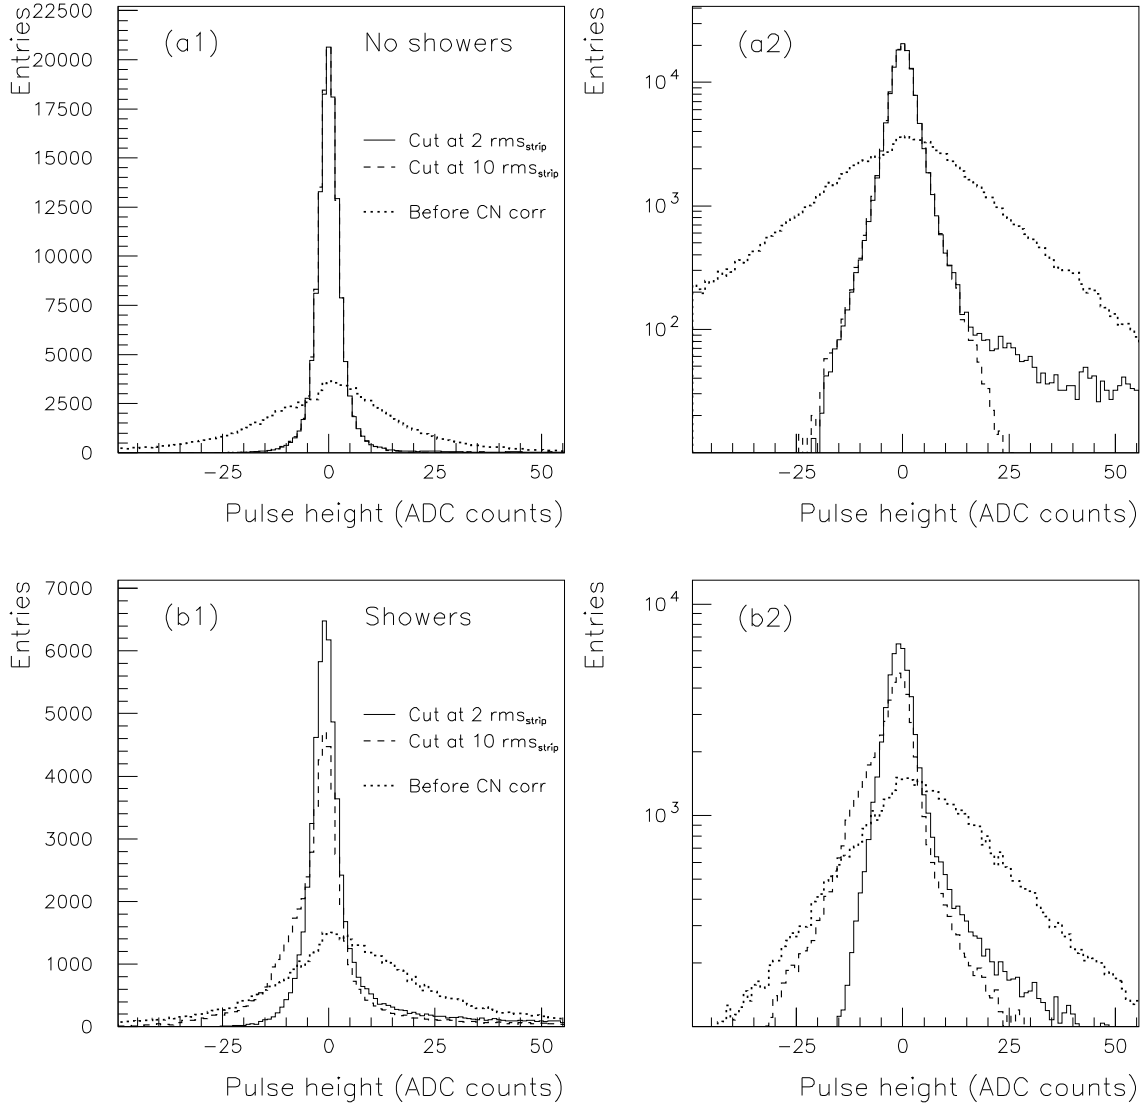 Entries
22500
20000
17500
15000
12500
10000
7500
5000
2500
0
(a1) No showers
Cut at 2 rms_strip
Cut at 10 rms_strip
Before CN corr
−25 0 25 50
Pulse height (ADC counts)
Entries
(a2)
10^4
10^3
10^2
−25 0 25 50
Pulse height (ADC counts)
Entries
7000
6000
5000
4000
3000
2000
1000
0
(b1) Showers
Cut at 2 rms_strip
Cut at 10 rms_strip
Before CN corr
−25 0 25 50
Pulse height (ADC counts)
Entries
(b2)
10^4
10^3
−25 0 25 50
Pulse height (ADC counts)